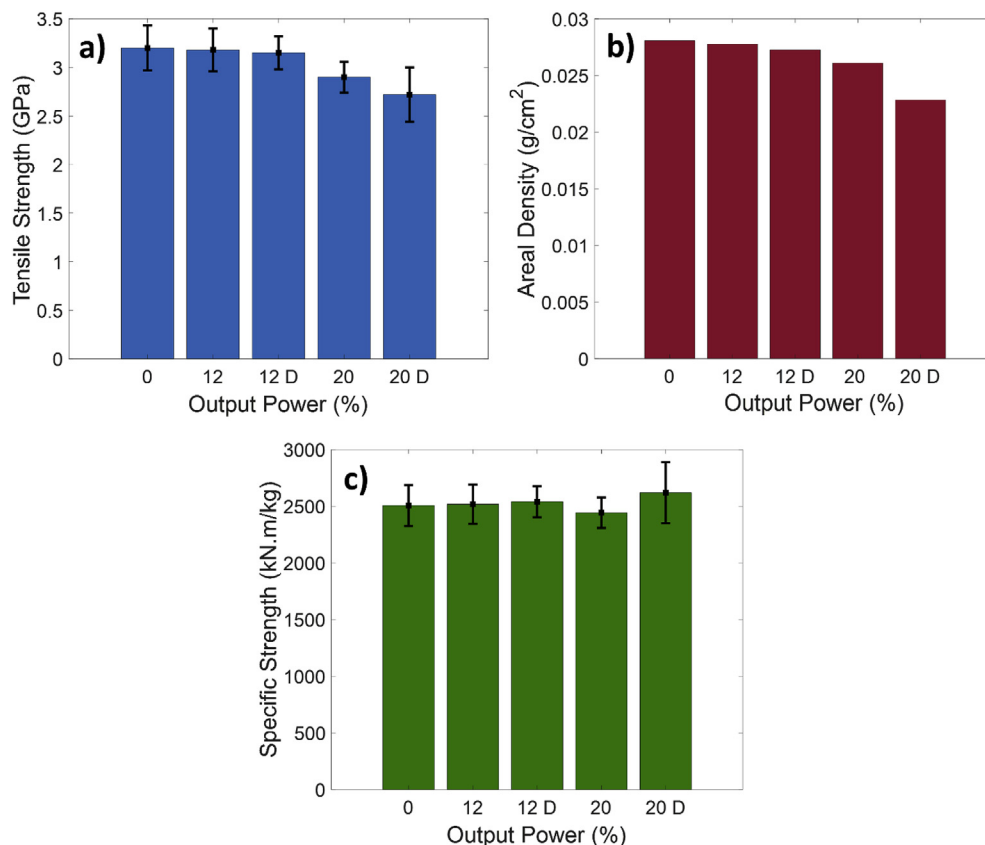 a)
Tensile Strength (GPa)
3.5
3
2.5
2
1.5
1
0.5
0
0 12 12 D 20 20 D
Output Power (%)
b)
Areal Density (g/cm²)
0.03
0.025
0.02
0.015
0.01
0.005
0
0 12 12 D 20 20 D
Output Power (%)
c)
Specific Strength (kN.m/kg)
3000
2500
2000
1500
1000
500
0
0 12 12 D 20 20 D
Output Power (%)